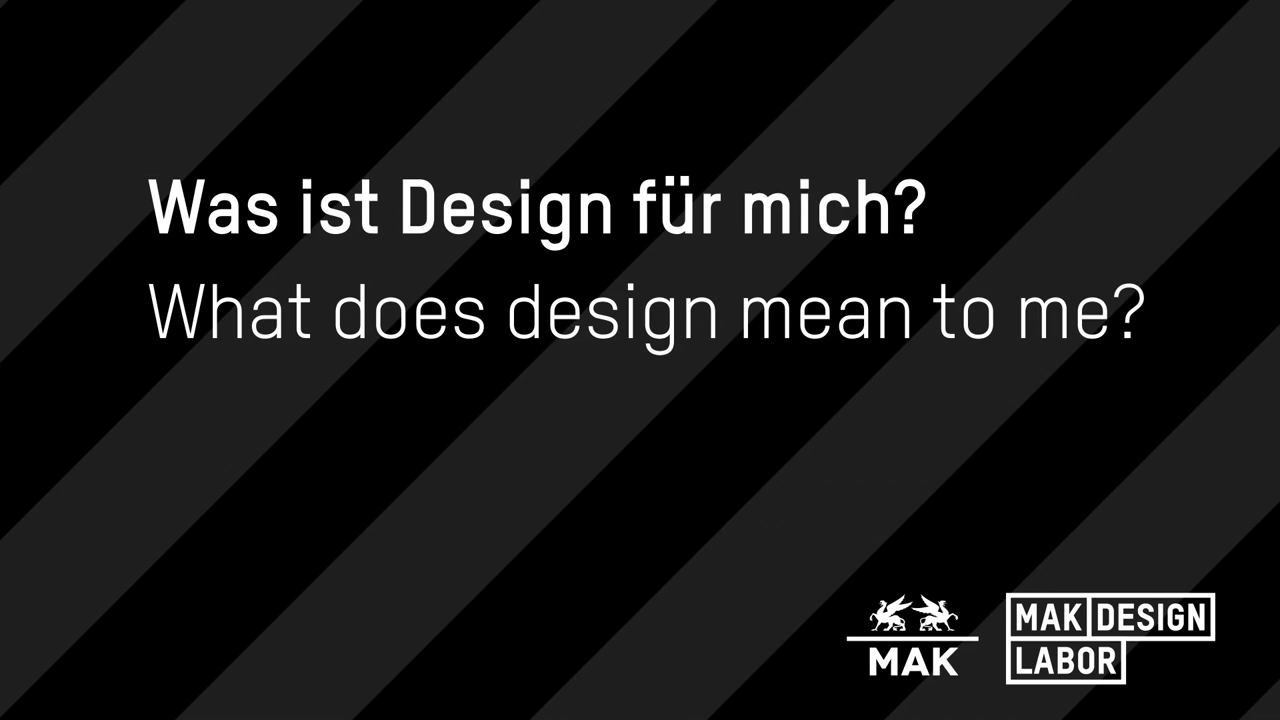 Was ist Design für mich?
What does design mean to me?
MAK
MAK DESIGN
LABOR